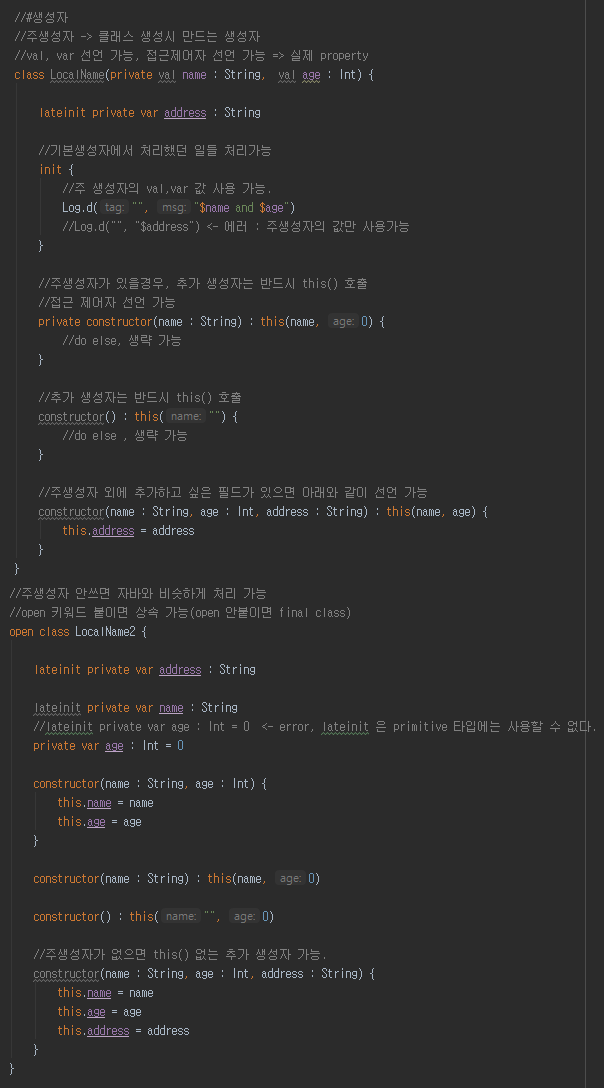 //#생성자
//주생성자 -> 클래스 생성시 만드는 생성자
//val, var 선언 가능, 접근제어자 선언 가능 => 실제 property
class LocalName(private val name : String,  val age : Int) {
lateinit private var address : String
//기본생성자에서 처리했던 일들 처리가능
init {
//주 생성자의 val,var 값 사용 가능.
Log.d( tag: "", msg: "$name and $age")
//Log.d("", "$address") <- 에러 : 주생성자의 값만 사용가능
}
//주생성자가 있을경우, 추가 생성자는 반드시 this() 호출
//접근 제어자 선언 가능
private constructor(name : String) : this(name, age: 0) {
//do else, 생략 가능
}
//추가 생성자는 반드시 this() 호출
constructor() : this( name: "") {
//do else , 생략 가능
}
//주생성자 외에 추가하고 싶은 필드가 있으면 아래와 같이 선언 가능
constructor(name : String, age : Int, address : String) : this(name, age) {
this.address = address
}
}
//주생성자 안쓰면 자바와 비슷하게 처리 가능
//open 키워드 붙이면 상속 가능(open 안붙이면 final class)
open class LocalName2 {
lateinit private var address : String
lateinit private var name : String
//lateinit private var age : Int = 0  <- error, lateinit 은 primitive 타입에는 사용할 수 없다.
private var age : Int = 0
constructor(name : String, age : Int) {
this.name = name
this.age = age
}
constructor(name : String) : this(name, age: 0)
constructor() : this( name: "", age: 0)
//주생성자가 없으면 this() 없는 추가 생성자 가능.
constructor(name : String, age : Int, address : String) {
this.name = name
this.age = age
this.address = address
}
}